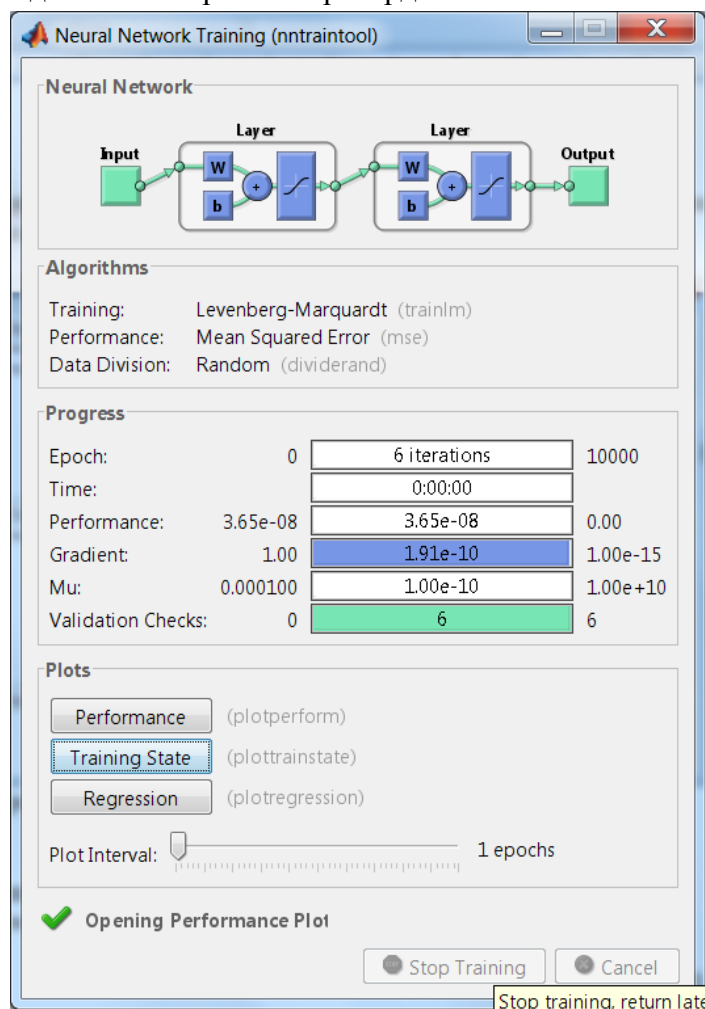 Neural Network Training (nntraintool)
Neural Network
Layer Layer
Input Output
W W
+ +
b b
Algorithms
Training: Levenberg-Marquardt (trainlm)
Performance: Mean Squared Error (mse)
Data Division: Random (dividerand)
Progress
Epoch: 0 6 iterations 10000
Time: 0:00:00
Performance: 3.65e-08 3.65e-08 0.00
Gradient: 1.00 1.91e-10 1.00e-15
Mu: 0.000100 1.00e-10 1.00e+10
Validation Checks: 0 6 6
Plots
Performance (plotperform)
Training State (plottrainstate)
Regression (plotregression)
Plot Interval: 1 epochs
Opening Performance Plot
Stop Training Cancel
Stop training, return late